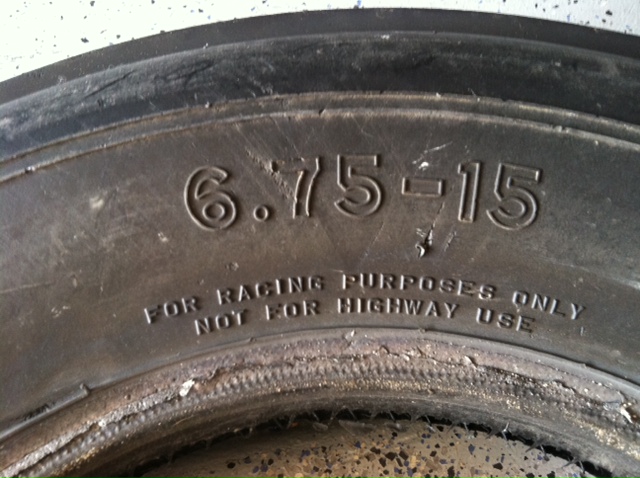 6.75-15
FOR RACING PURPOSES ONLY
NOT FOR HIGHWAY USE